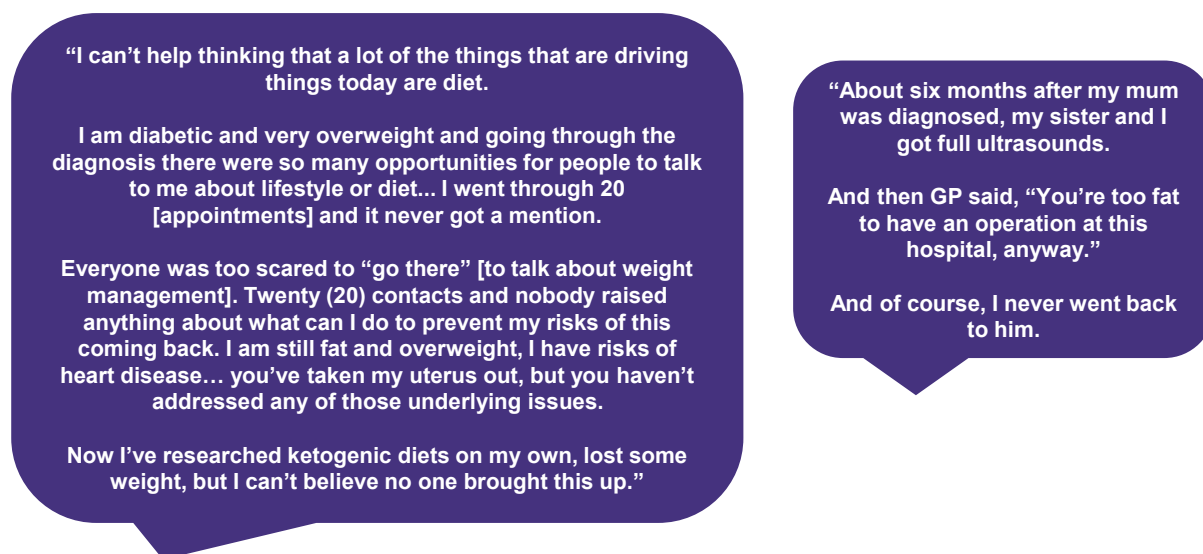 “I can’t help thinking that a lot of the things that are driving
things today are diet.
I am diabetic and very overweight and going through the
diagnosis there were so many opportunities for people to talk
to me about lifestyle or diet... I went through 20
[appointments] and it never got a mention.
Everyone was too scared to “go there” [to talk about weight
management]. Twenty (20) contacts and nobody raised
anything about what can I do to prevent my risks of this
coming back. I am still fat and overweight, I have risks of
heart disease… you’ve taken my uterus out, but you haven’t
addressed any of those underlying issues.
Now I’ve researched ketogenic diets on my own, lost some
weight, but I can’t believe no one brought this up.”
“About six months after my mum
was diagnosed, my sister and I
got full ultrasounds.
And then GP said, “You’re too fat
to have an operation at this
hospital, anyway.”
And of course, I never went back
to him.